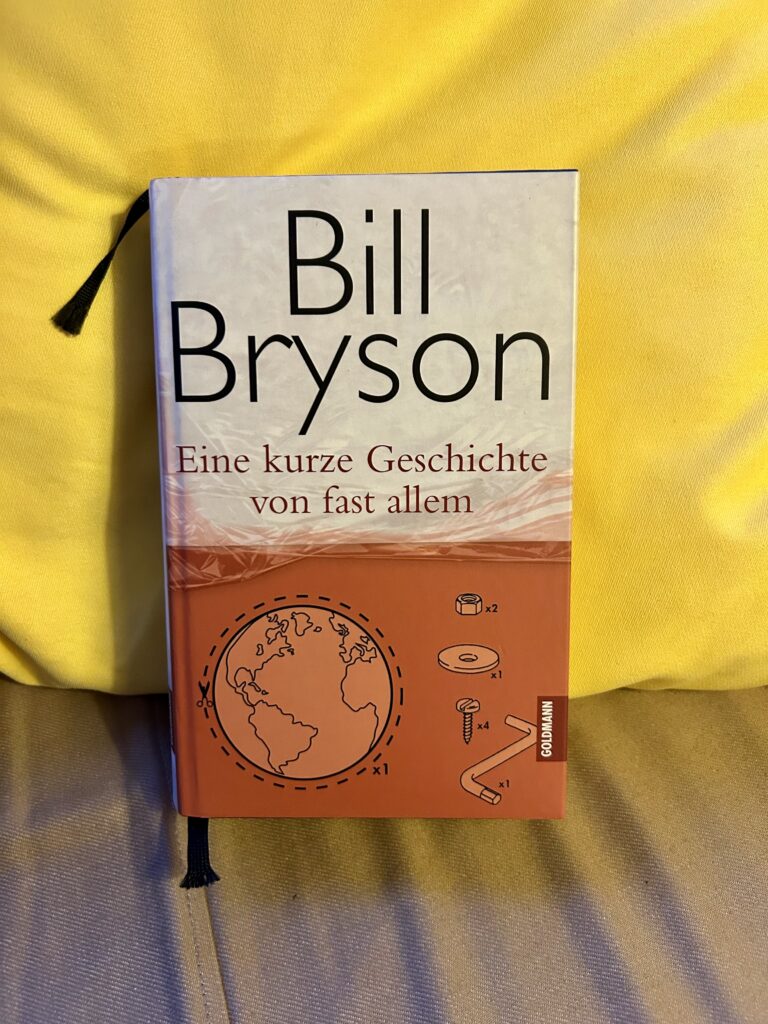 Bill
Bryson
Eine kurze Geschichte
von fast allem
x2
x1
x4
x1
x1
GOLDMANN